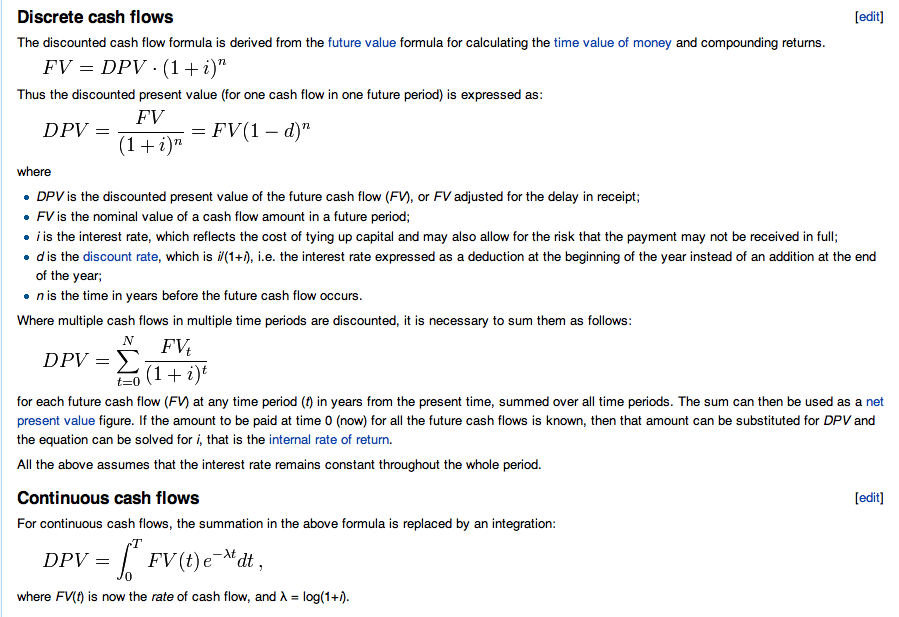 Discrete cash flows [edit]
The discounted cash flow formula is derived from the future value formula for calculating the time value of money and compounding returns.
FV = DPV · (1 + i)ⁿ
Thus the discounted present value (for one cash flow in one future period) is expressed as:
DPV = FV / (1 + i)ⁿ = FV(1 − d)ⁿ
where
• DPV is the discounted present value of the future cash flow (FV), or FV adjusted for the delay in receipt;
• FV is the nominal value of a cash flow amount in a future period;
• i is the interest rate, which reflects the cost of tying up capital and may also allow for the risk that the payment may not be received in full;
• d is the discount rate, which is i/(1+i), i.e. the interest rate expressed as a deduction at the beginning of the year instead of an addition at the end
of the year;
• n is the time in years before the future cash flow occurs.
Where multiple cash flows in multiple time periods are discounted, it is necessary to sum them as follows:
DPV = ∑_{t=0}^{N} FV_t / (1 + i)^t
for each future cash flow (FV) at any time period (t) in years from the present time, summed over all time periods. The sum can then be used as a net
present value figure. If the amount to be paid at time 0 (now) for all the future cash flows is known, then that amount can be substituted for DPV and
the equation can be solved for i, that is the internal rate of return.
All the above assumes that the interest rate remains constant throughout the whole period.
Continuous cash flows [edit]
For continuous cash flows, the summation in the above formula is replaced by an integration:
DPV = ∫_0^T FV(t) e^{−λt} dt ,
where FV(t) is now the rate of cash flow, and λ = log(1+i).